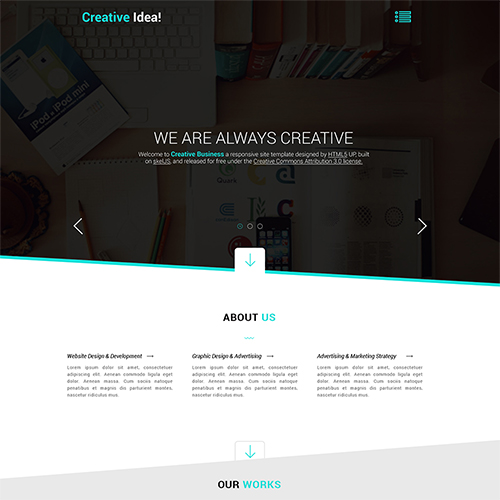 Creative Idea!
iPod & iPod mini
WE ARE ALWAYS CREATIVE
Welcome to Creative Business a responsive site template designed by HTML5 UP, built
on skelJS, and released for free under the Creative Commons Attribution 3.0 license.
Quark
ABOUT US
Website Design & Development
Lorem ipsum dolor sit amet, consectetuer
adipiscing elit. Aenean commodo ligula eget
dolor. Aenean massa. Cum sociis natoque
penatibus et magnis dis parturient montes,
nascetur ridiculus mus.
Graphic Design & Advertising
Lorem ipsum dolor sit amet, consectetuer
adipiscing elit. Aenean commodo ligula eget
dolor. Aenean massa. Cum sociis natoque
penatibus et magnis dis parturient montes,
nascetur ridiculus mus.
Advertising & Marketing Strategy
Lorem ipsum dolor sit amet, consectetuer
adipiscing elit. Aenean commodo ligula eget
dolor. Aenean massa. Cum sociis natoque
penatibus et magnis dis parturient montes,
nascetur ridiculus mus.
OUR WORKS